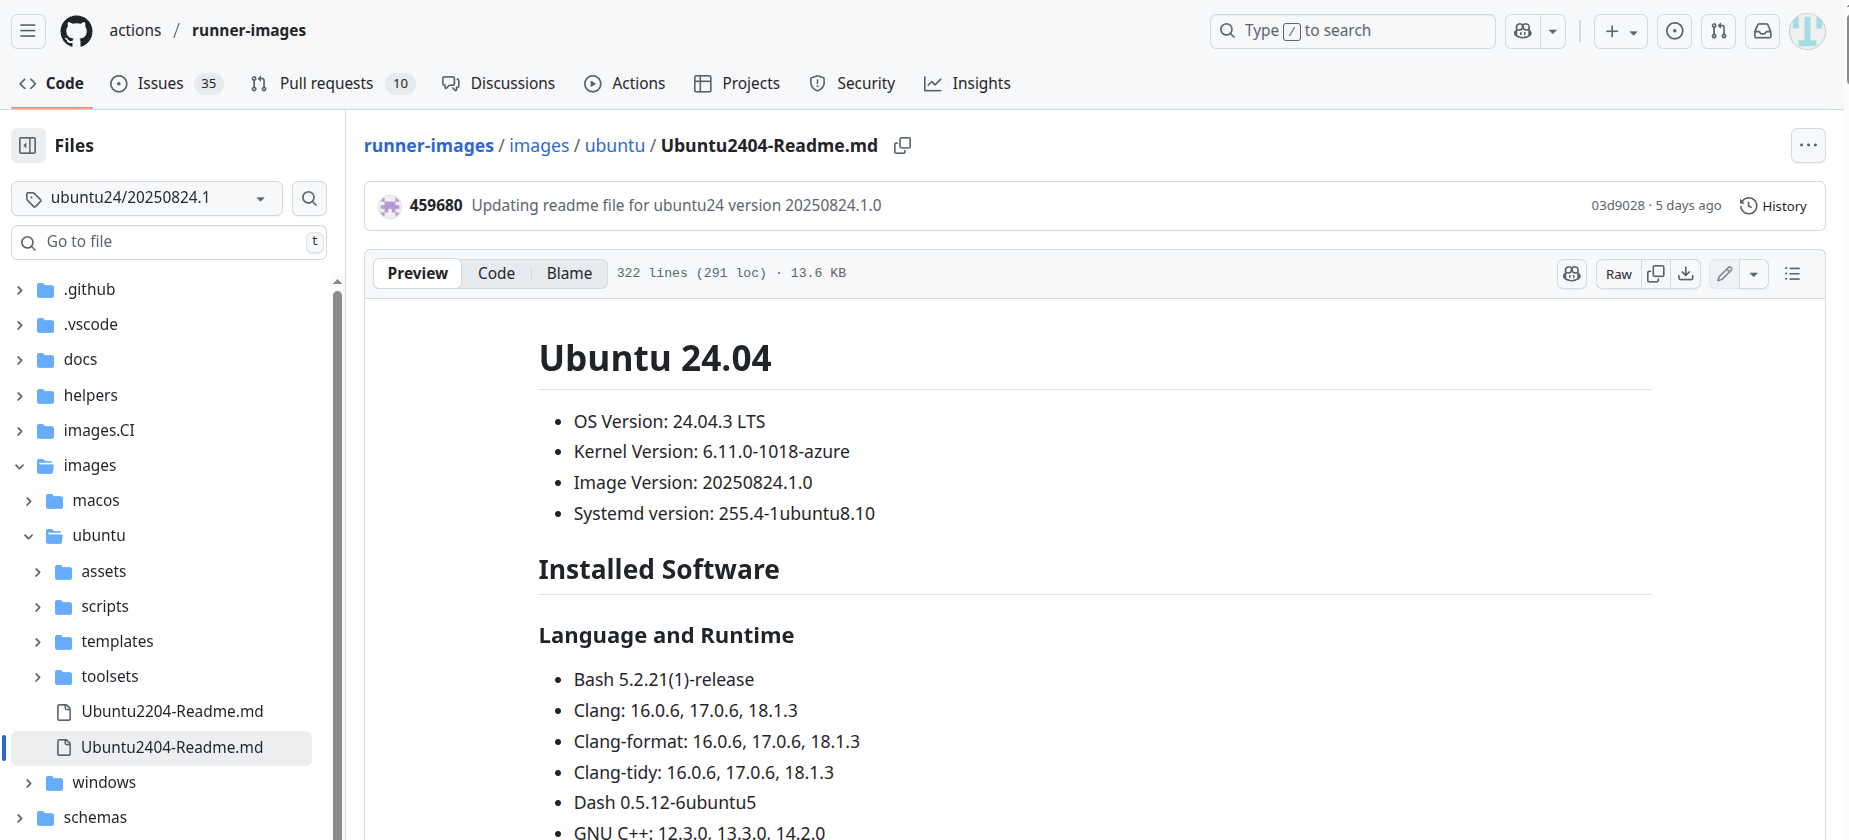 actions / runner-images
Type / to search
Code
Issues 35
Pull requests 10
Discussions
Actions
Projects
Security
Insights
Files
ubuntu24/20250824.1
Go to file
t
.github
.vscode
docs
helpers
images.CI
images
macos
ubuntu
assets
scripts
templates
toolsets
Ubuntu2204-Readme.md
Ubuntu2404-Readme.md
windows
schemas
runner-images / images / ubuntu / Ubuntu2404-Readme.md
459680 Updating readme file for ubuntu24 version 20250824.1.0
03d9028 · 5 days ago
History
Preview Code Blame 322 lines (291 loc) · 13.6 KB
Raw
Ubuntu 24.04
• OS Version: 24.04.3 LTS
• Kernel Version: 6.11.0-1018-azure
• Image Version: 20250824.1.0
• Systemd version: 255.4-1ubuntu8.10
Installed Software
Language and Runtime
• Bash 5.2.21(1)-release
• Clang: 16.0.6, 17.0.6, 18.1.3
• Clang-format: 16.0.6, 17.0.6, 18.1.3
• Clang-tidy: 16.0.6, 17.0.6, 18.1.3
• Dash 0.5.12-6ubuntu5
• GNU C++: 12.3.0, 13.3.0, 14.2.0